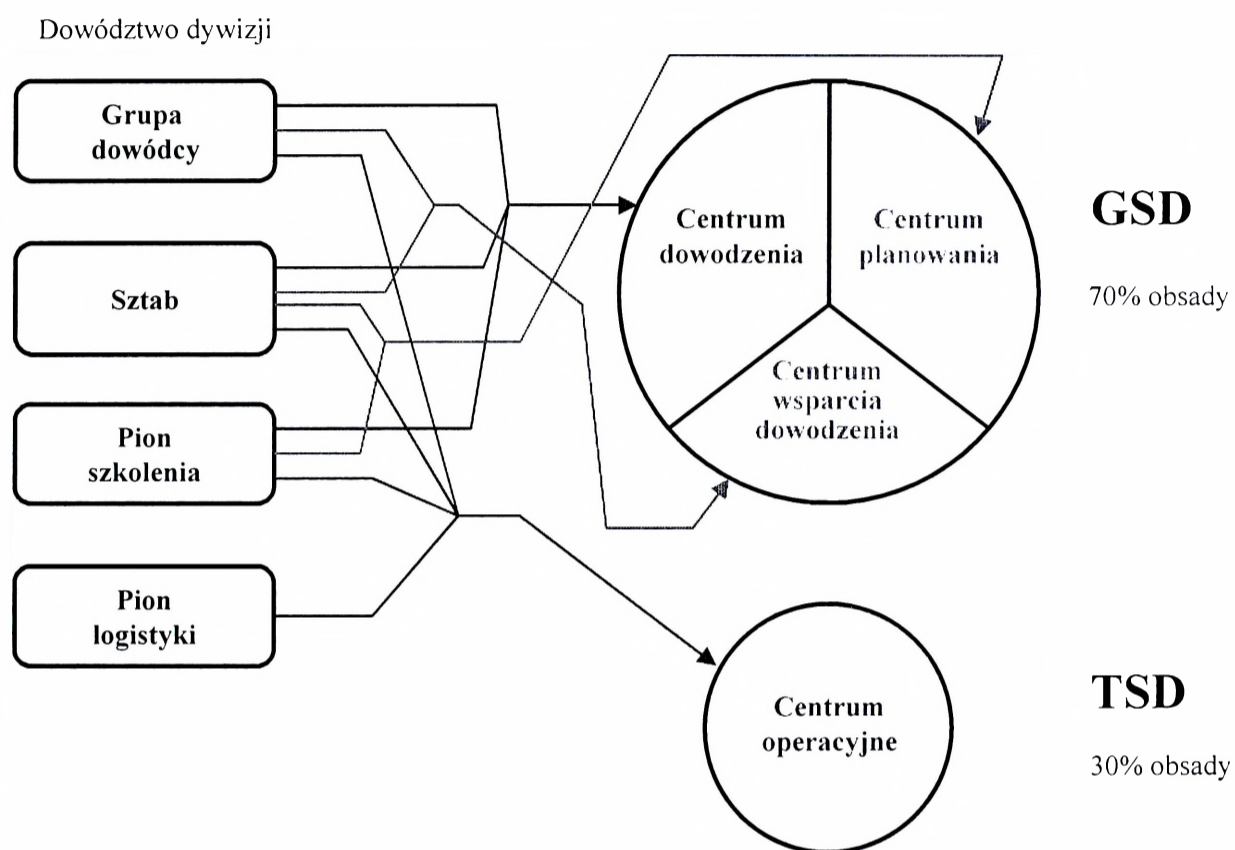 Dowództwo dywizji
Grupa
dowódcy
Sztab
Pion
szkolenia
Pion
logistyki
Centrum
dowodzenia
Centrum
planowania
Centrum
wsparcia
dowodzenia
GSD
70% obsady
Centrum
operacyjne
TSD
30% obsady